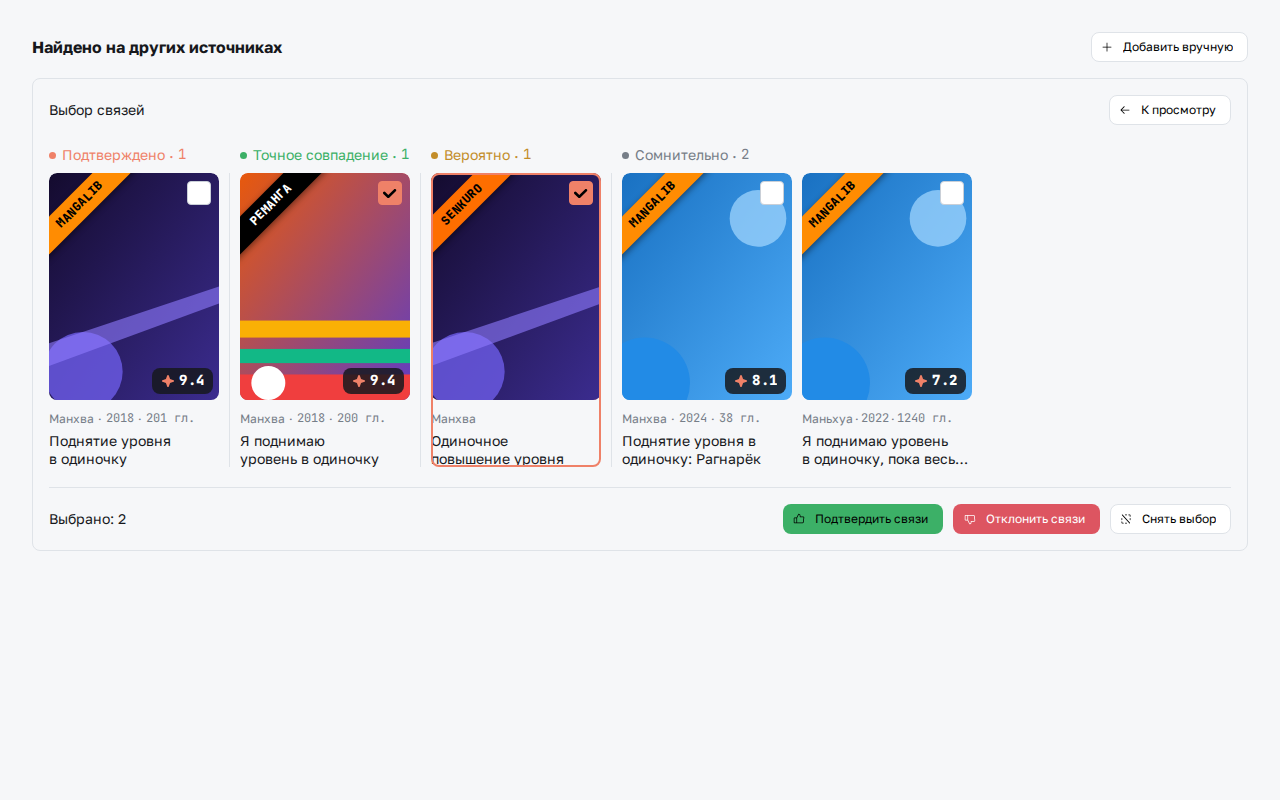 Найдено на других источниках
Добавить вручную
Выбор связей
К просмотру
Подтверждено · 1
Точное совпадение · 1
Вероятно · 1
Сомнительно · 2
MANGALIB
9.4
Манхва · 2018 · 201 гл.
Поднятие уровня
в одиночку
РЕМАНГА
9.4
Манхва · 2018 · 200 гл.
Я поднимаю
уровень в одиночку
SENKURO
Манхва
Одиночное
повышение уровня
MANGALIB
8.1
Манхва · 2024 · 38 гл.
Поднятие уровня в
одиночку: Рагнарёк
MANGALIB
7.2
Маньхуа · 2022 · 1240 гл.
Я поднимаю уровень
в одиночку, пока весь...
Выбрано: 2
Подтвердить связи
Отклонить связи
Снять выбор